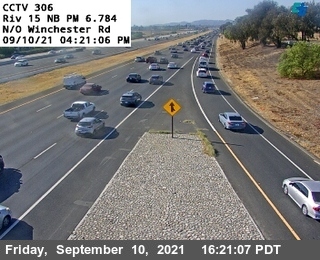 CCTV 306
Riv 15 NB PM 6.784
N/O Winchester Rd
09/10/21 04:21:06 PM
Friday, September 10, 2021 16:21:07 PDT